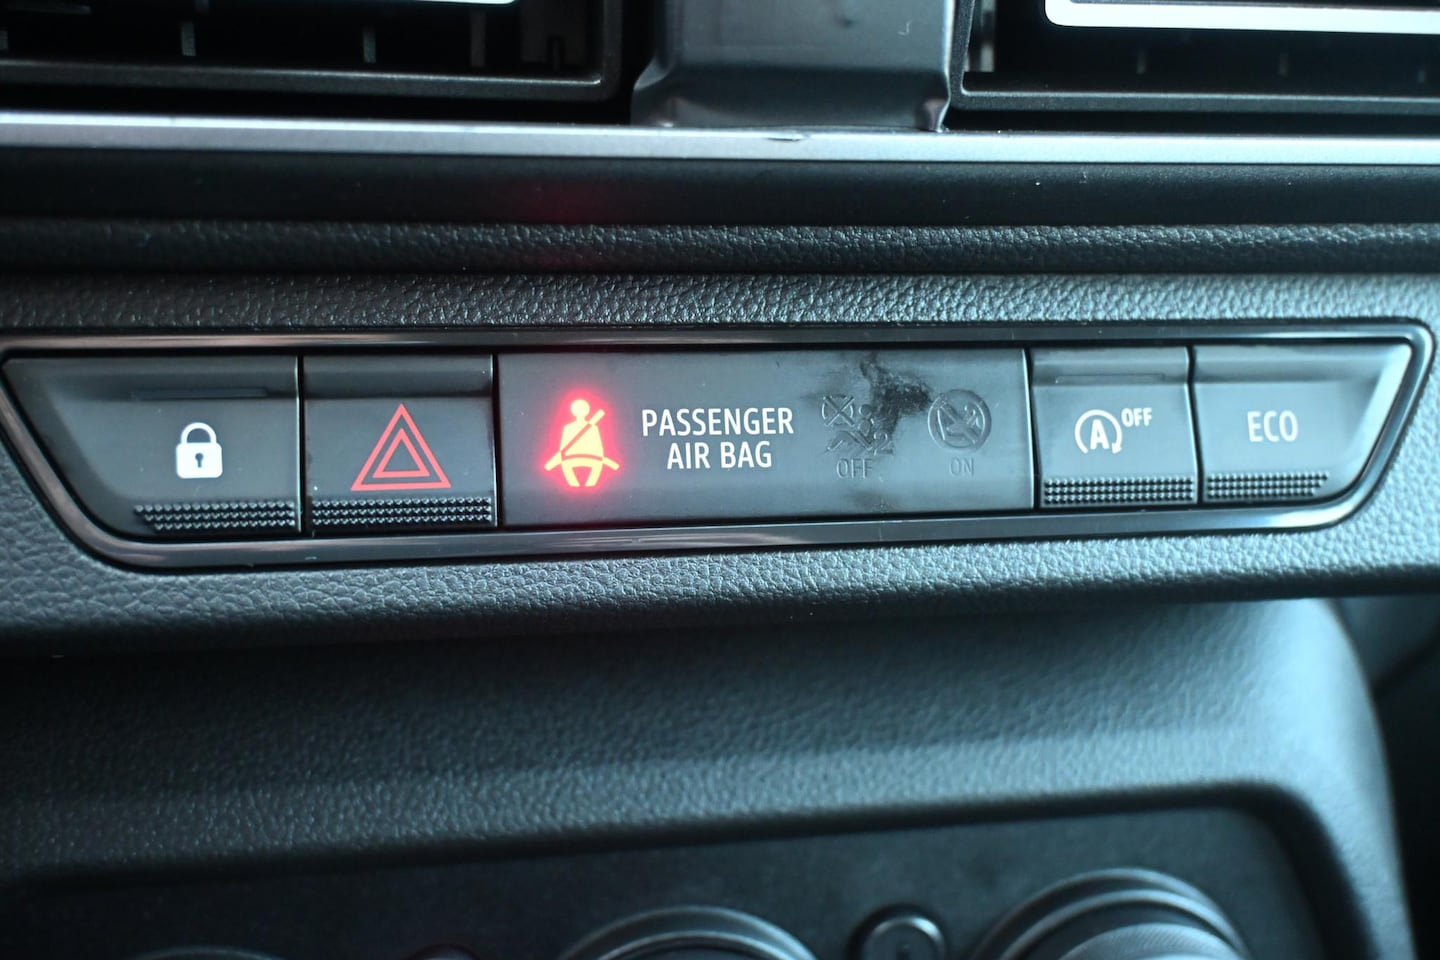 PASSENGER
AIR BAG
OFF
ON
A OFF
ECO